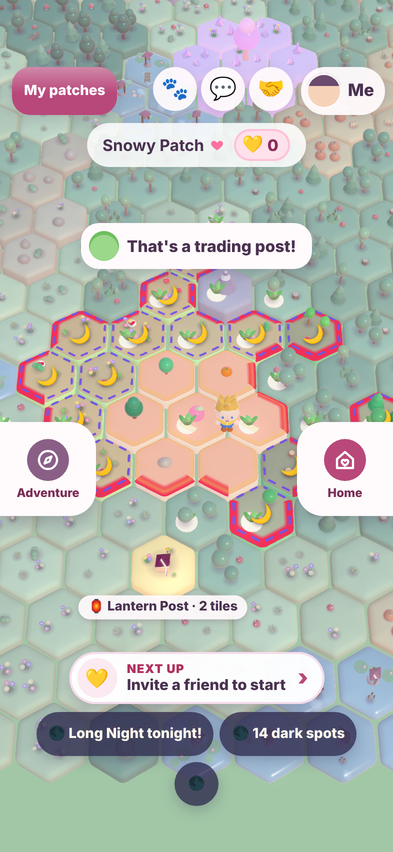 My patches
Me
Snowy Patch
0
That's a trading post!
Adventure
Home
Lantern Post · 2 tiles
NEXT UP
Invite a friend to start
Long Night tonight!
14 dark spots